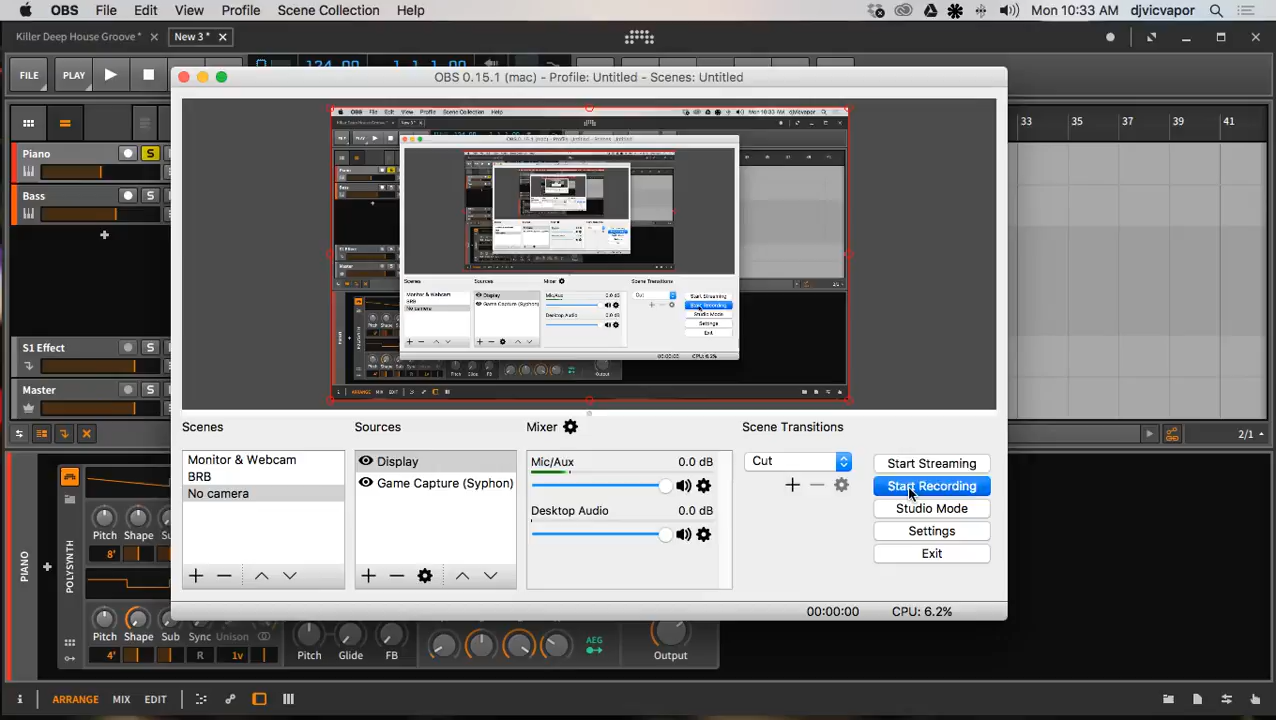 OBS File Edit View Profile Scene Collection Help Mon 10:33 AM djvicvapor
Killer Deep House Groove * × New 3 * ×
FILE PLAY
OBS 0.15.1 (mac) - Profile: Untitled - Scenes: Untitled
33 35 37 39 41
Piano S
Bass S
S1 Effect S
Master S
2/1
Scenes
Monitor & Webcam
BRB
No camera
Sources
Display
Game Capture (Syphon)
Mixer
Mic/Aux 0.0 dB
Desktop Audio 0.0 dB
Scene Transitions
Cut
Start Streaming
Start Recording
Studio Mode
Settings
Exit
00:00:00 CPU: 6.2%
PIANO
POLYSYNTH
Pitch Shape
8'
Pitch Shape Sub Sync Unison
4' R 1v
Pitch Glide FB
AEG
Output
ARRANGE MIX EDIT